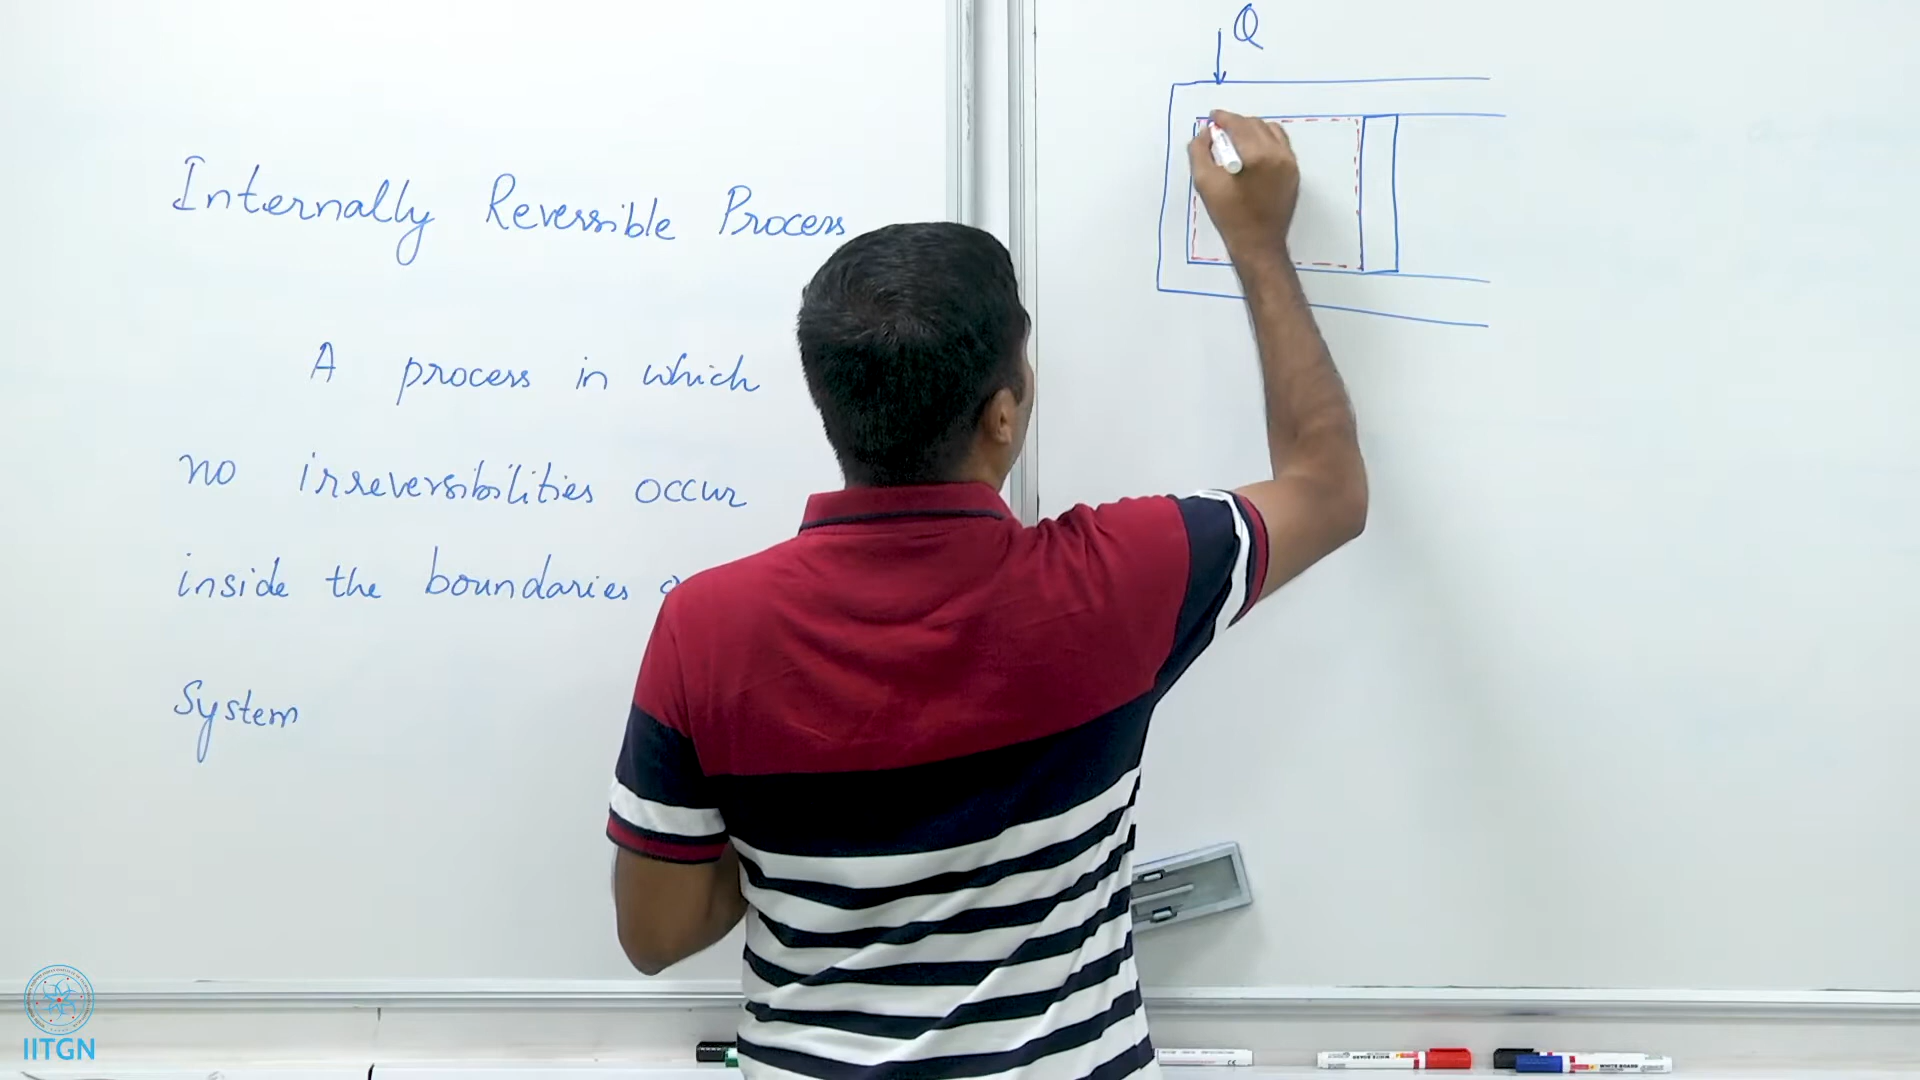 Internally Reversible Process
A process in which
no irreversibilities occur
inside the boundaries
System
Q
IITGN